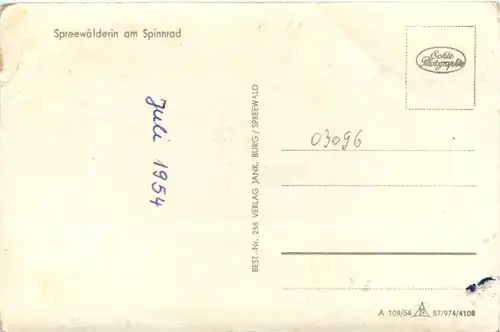 Spreewälderin am Spinnrad
Echte
Photographie
Juli 1954
BEST.-Nr. 258 VERLAG JANK, BURG / SPREEWALD
03096
A 109/54 57/974/4108